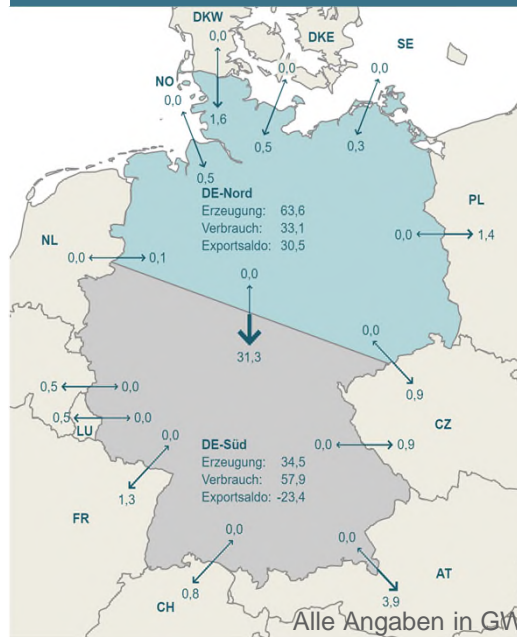 DKW
0,0
DKE
SE
0,0
0,0
NO
0,0
1,6
0,5
0,3
0,5
DE-Nord
Erzeugung: 63,6
Verbrauch: 33,1
Exportsaldo: 30,5
PL
0,0
1,4
NL
0,0
0,1
0,0
31,3
0,0
0,9
0,5
0,0
0,5
0,0
LU
CZ
0,0
1,3
DE-Süd
Erzeugung: 34,5
Verbrauch: 57,9
Exportsaldo: -23,4
0,0
0,9
FR
0,0
0,8
CH
0,0
3,9
AT
Alle Angaben in GW